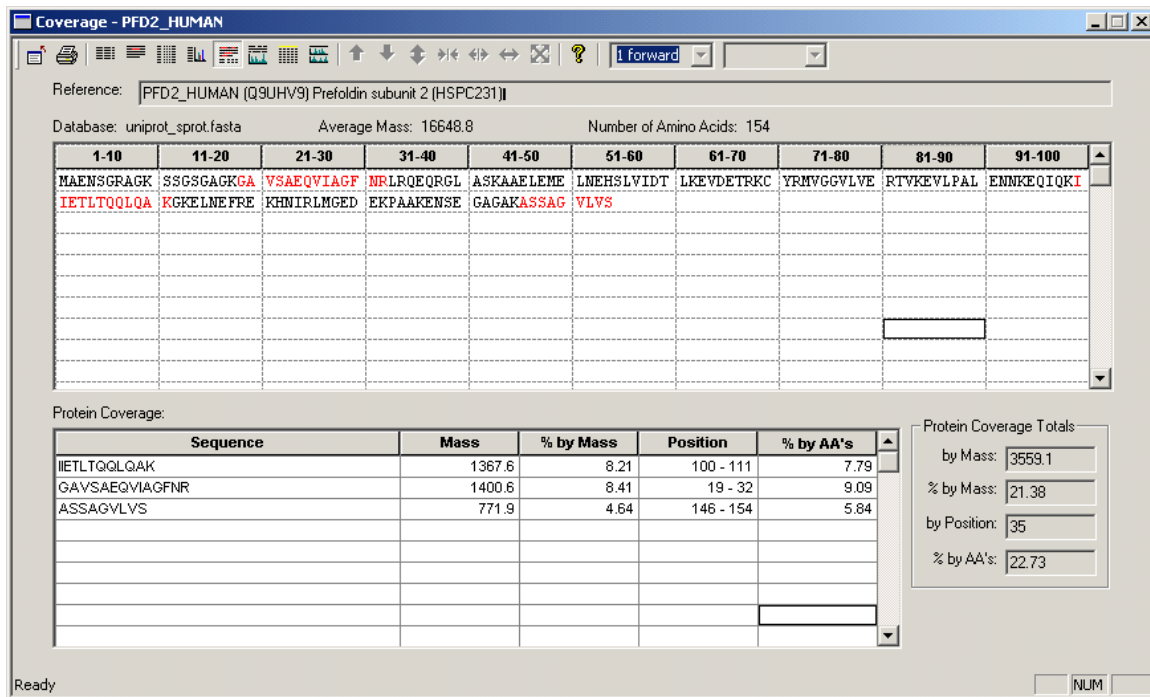 Coverage - PFD2_HUMAN
1 forward
Reference: PFD2_HUMAN (Q9UHV9) Prefoldin subunit 2 (HSPC231)
Database: uniprot_sprot.fasta Average Mass: 16648.8 Number of Amino Acids: 154
1-10 11-20 21-30 31-40 41-50 51-60 61-70 71-80 81-90 91-100
MAENSGRAGK SSGSGAGKGA VSAEQVIAGF NRLRQEQRGL ASKAAELEME LNEHSLVIDT LKEVDETRKC YRMVGGVLVE RTVKEVLPAL ENNKEQIQKI
IETLTQQLQA KGKELNEFRE KHNIRLMGED EKPAAKENSE GAGAKASSAG VLVS
Protein Coverage:
Sequence Mass % by Mass Position % by AA's
IIETLTQQLQAK 1367.6 8.21 100 - 111 7.79
GAVSAEQVIAGFNR 1400.6 8.41 19 - 32 9.09
ASSAGVLVS 771.9 4.64 146 - 154 5.84
Protein Coverage Totals
by Mass: 3559.1
% by Mass: 21.38
by Position: 35
% by AA's: 22.73
Ready NUM